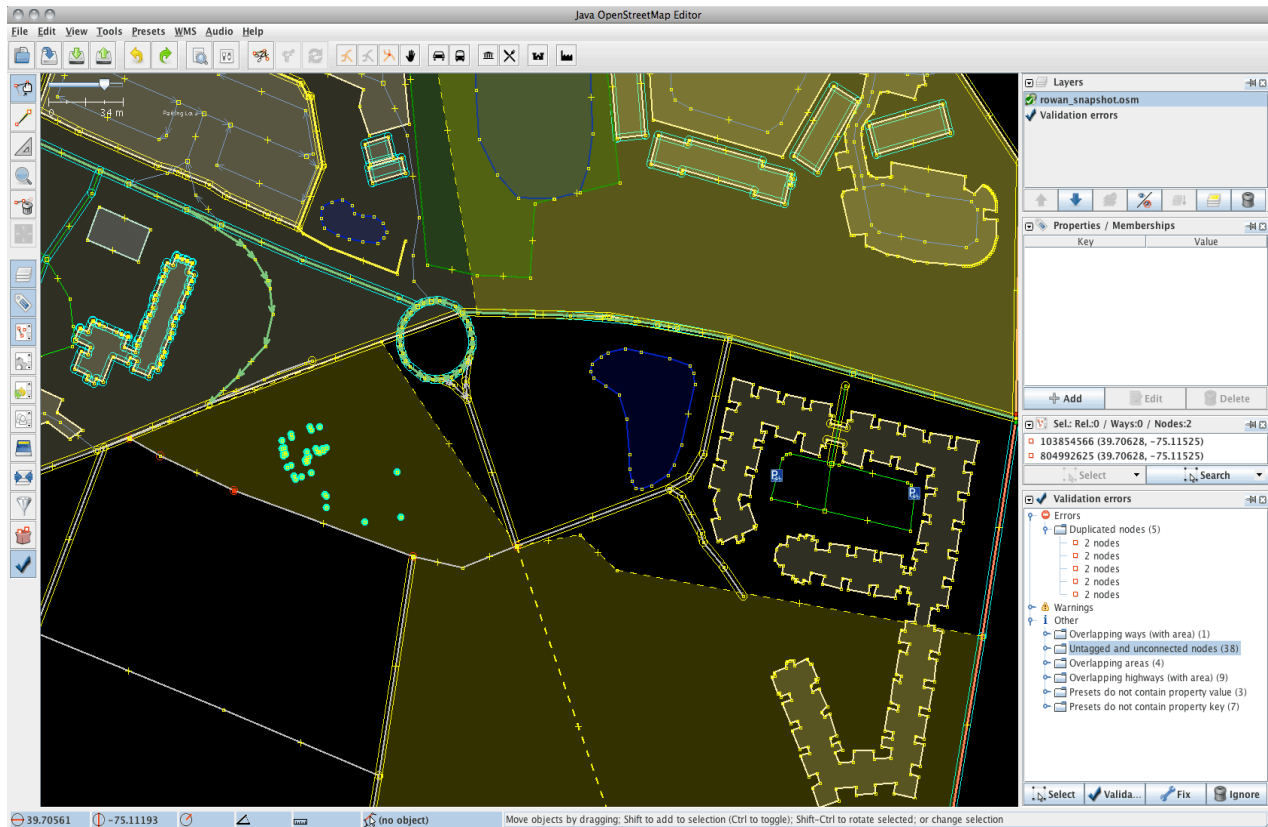 Java OpenStreetMap Editor
File Edit View Tools Presets WMS Audio Help
0 34 m
Layers
rowan_snapshot.osm
Validation errors
Properties / Memberships
Key Value
Add Edit Delete
Sel.: Rel.:0 / Ways:0 / Nodes:2
103854566 (39.70628, -75.11525)
804992625 (39.70628, -75.11525)
Select Search
Validation errors
Errors
Duplicated nodes (5)
2 nodes
2 nodes
2 nodes
2 nodes
2 nodes
Warnings
Other
Overlapping ways (with area) (1)
Untagged and unconnected nodes (38)
Overlapping areas (4)
Overlapping highways (with area) (9)
Presets do not contain property value (3)
Presets do not contain property key (7)
Select Valida... Fix Ignore
39.70561 -75.11193 (no object) Move objects by dragging; Shift to add to selection (Ctrl to toggle); Shift-Ctrl to rotate selected; or change selection